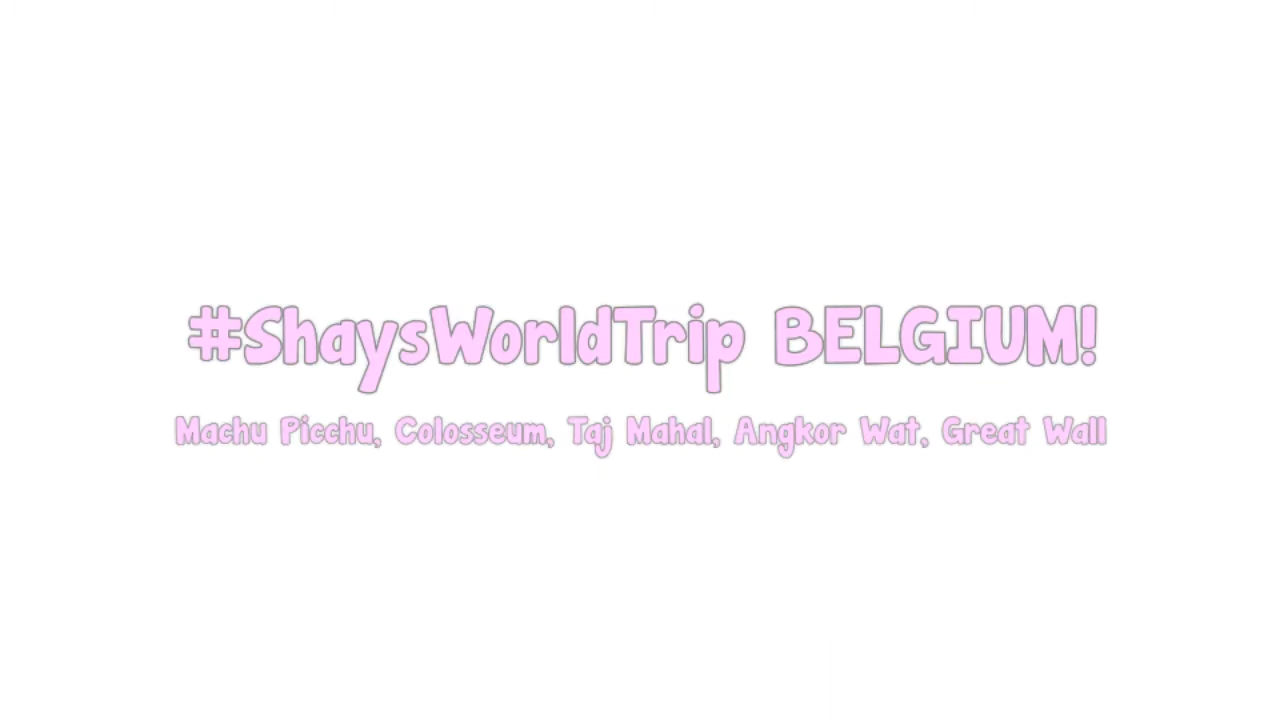 #ShaysWorldTrip BELGIUM!
Machu Picchu, Colosseum, Taj Mahal, Angkor Wat, Great Wall